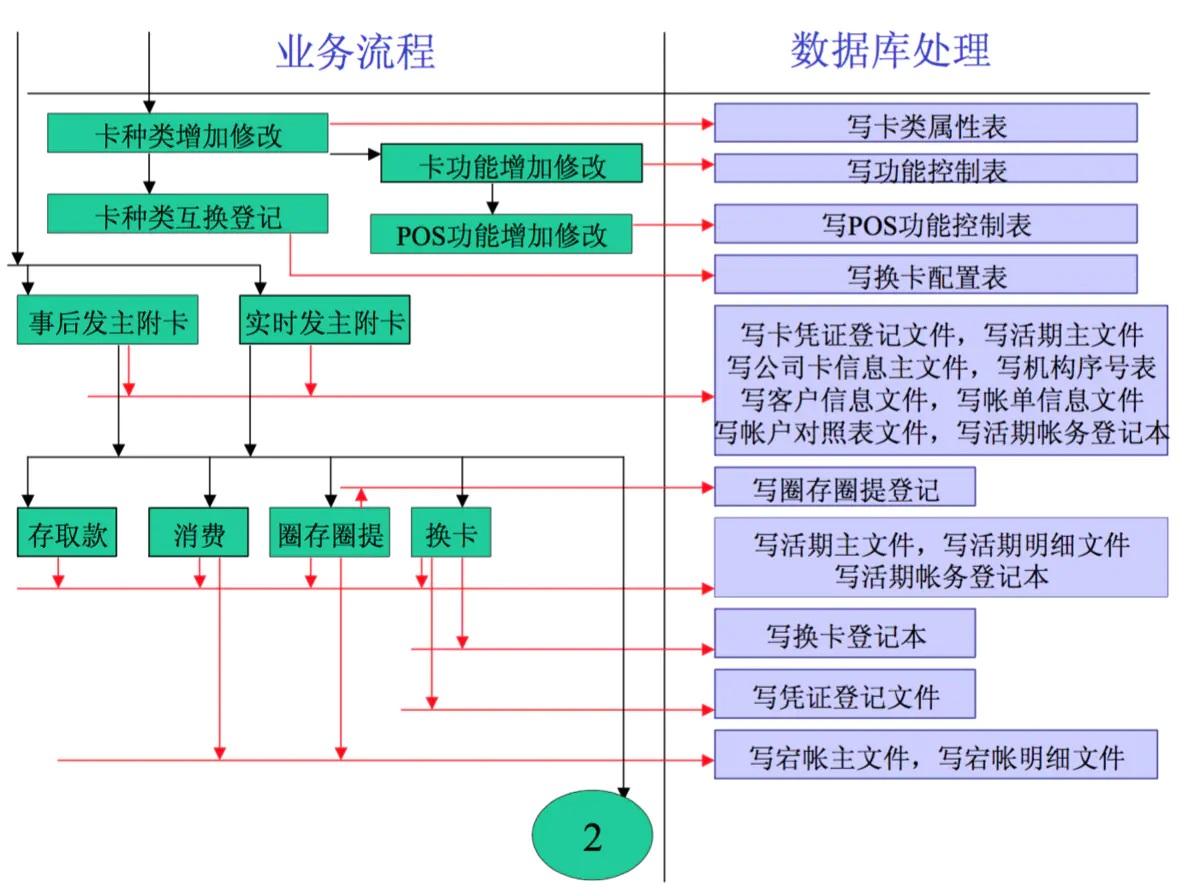 业务流程
数据库处理
卡种类增加修改
写卡类属性表
卡功能增加修改
写功能控制表
卡种类互换登记
POS功能增加修改
写POS功能控制表
写换卡配置表
事后发主附卡
实时发主附卡
写卡凭证登记文件，写活期主文件
写公司卡信息主文件，写机构序号表
写客户信息文件，写帐单信息文件
写帐户对照表文件，写活期帐务登记本
写圈存圈提登记
存取款
消费
圈存圈提
换卡
写活期主文件，写活期明细文件
写活期帐务登记本
写换卡登记本
写凭证登记文件
写宕帐主文件，写宕帐明细文件
2